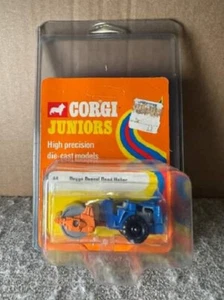 CORGI
JUNIORS
High precision
die-cast models
44 Raygo Rascal Road Roller